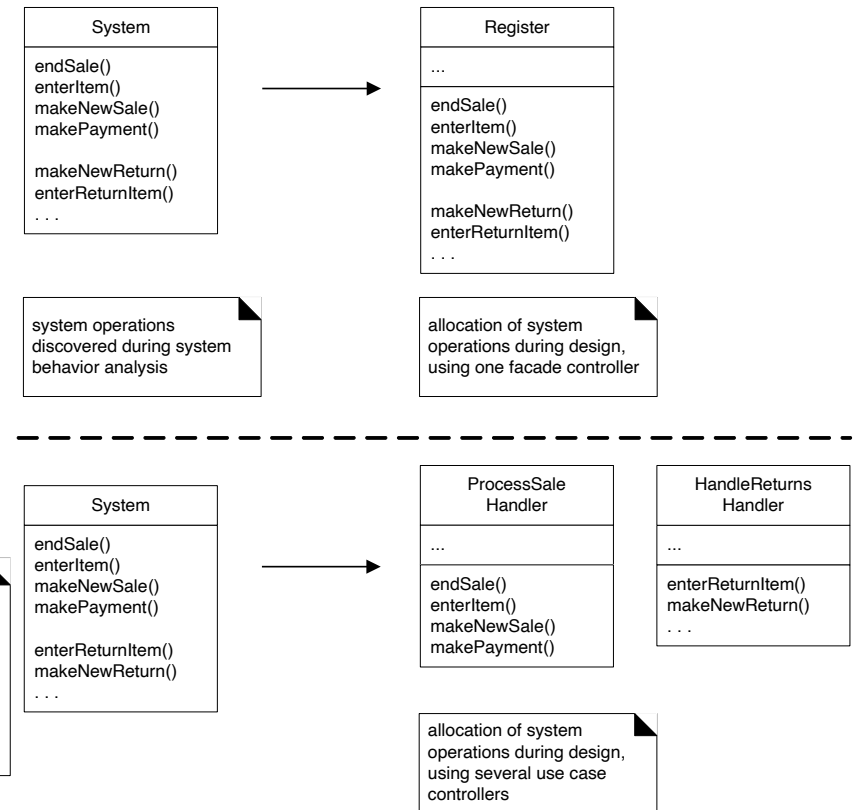 System
endSale()
enterItem()
makeNewSale()
makePayment()
makeNewReturn()
enterReturnItem()
. . .
Register
...
endSale()
enterItem()
makeNewSale()
makePayment()
makeNewReturn()
enterReturnItem()
. . .
system operations
discovered during system
behavior analysis
allocation of system
operations during design,
using one facade controller
System
endSale()
enterItem()
makeNewSale()
makePayment()
enterReturnItem()
makeNewReturn()
. . .
ProcessSale
Handler
...
endSale()
enterItem()
makeNewSale()
makePayment()
HandleReturns
Handler
...
enterReturnItem()
makeNewReturn()
. . .
allocation of system
operations during design,
using several use case
controllers